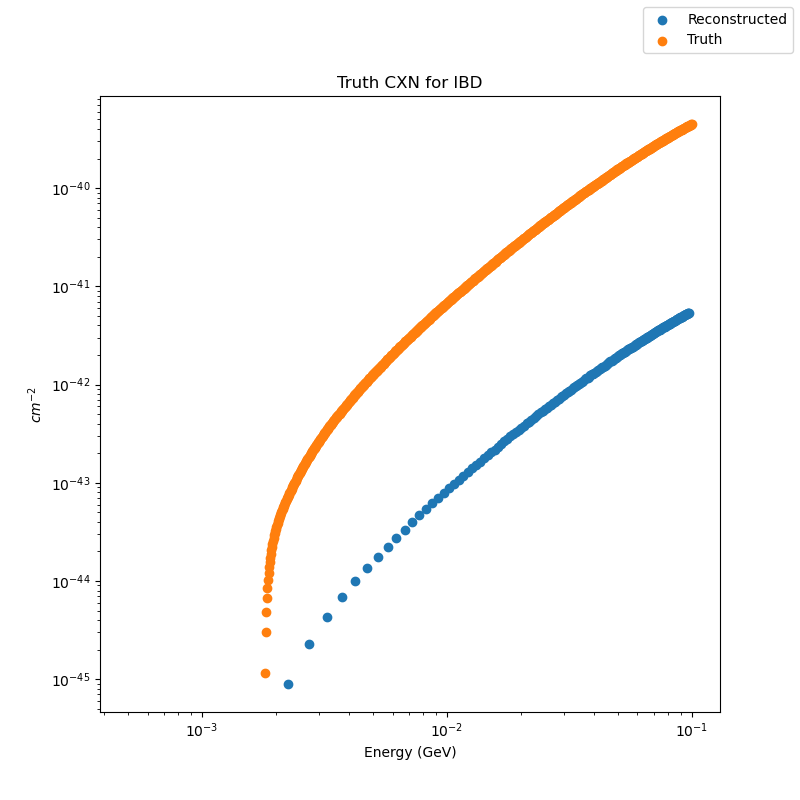 Reconstructed
Truth
Truth CXN for IBD
10⁻⁴⁰
10⁻⁴¹
10⁻⁴²
10⁻⁴³
10⁻⁴⁴
10⁻⁴⁵
cm⁻²
10⁻³ 10⁻² 10⁻¹
Energy (GeV)